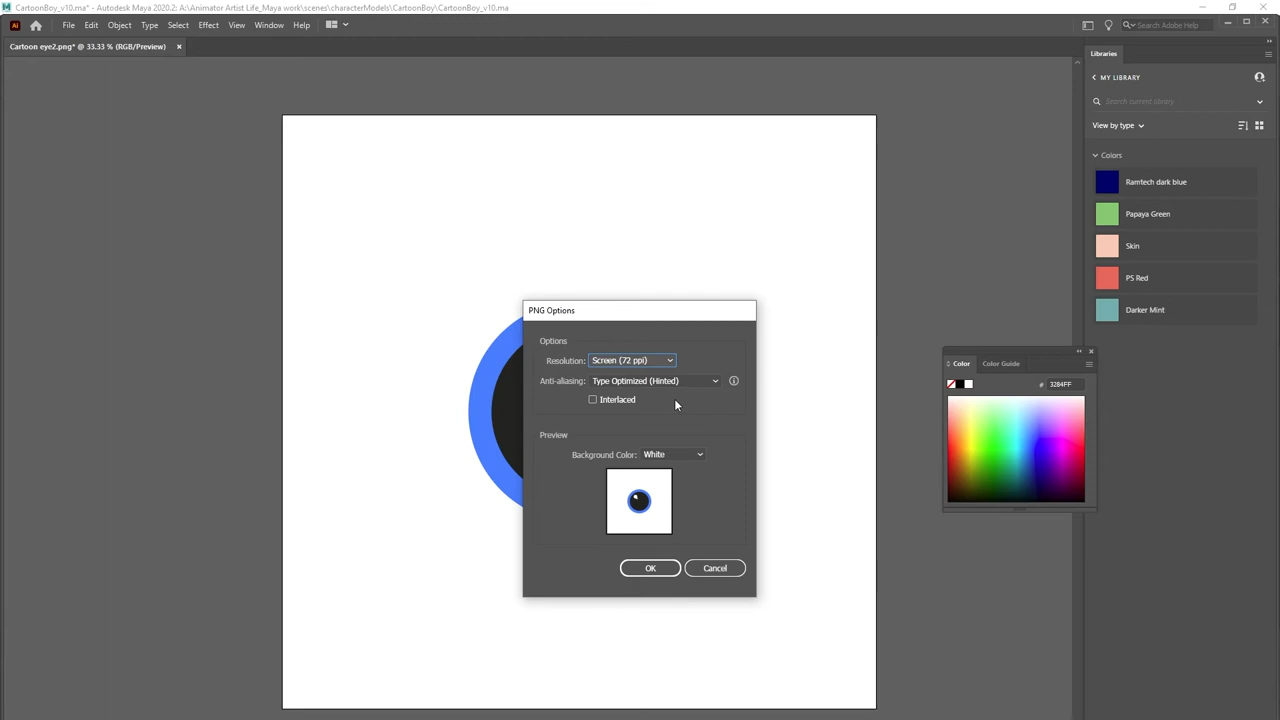 CartoonBoy_v10.ma* - Autodesk Maya 2020.2: A:\Animator Artist Life_Maya work\scenes\characterModels\CartoonBoy\CartoonBoy_v10.ma
Ai File Edit Object Type Select Effect View Window Help Search Adobe Help
Cartoon eye2.png* @ 33.33 % (RGB/Preview) ×
Libraries
MY LIBRARY
Search current library
View by type
Colors
Ramtech dark blue
Papaya Green
Skin
PS Red
Darker Mint
PNG Options
Options
Resolution: Screen (72 ppi)
Anti-aliasing: Type Optimized (Hinted)
Interlaced
Preview
Background Color: White
OK Cancel
Color Color Guide
# 3284FF